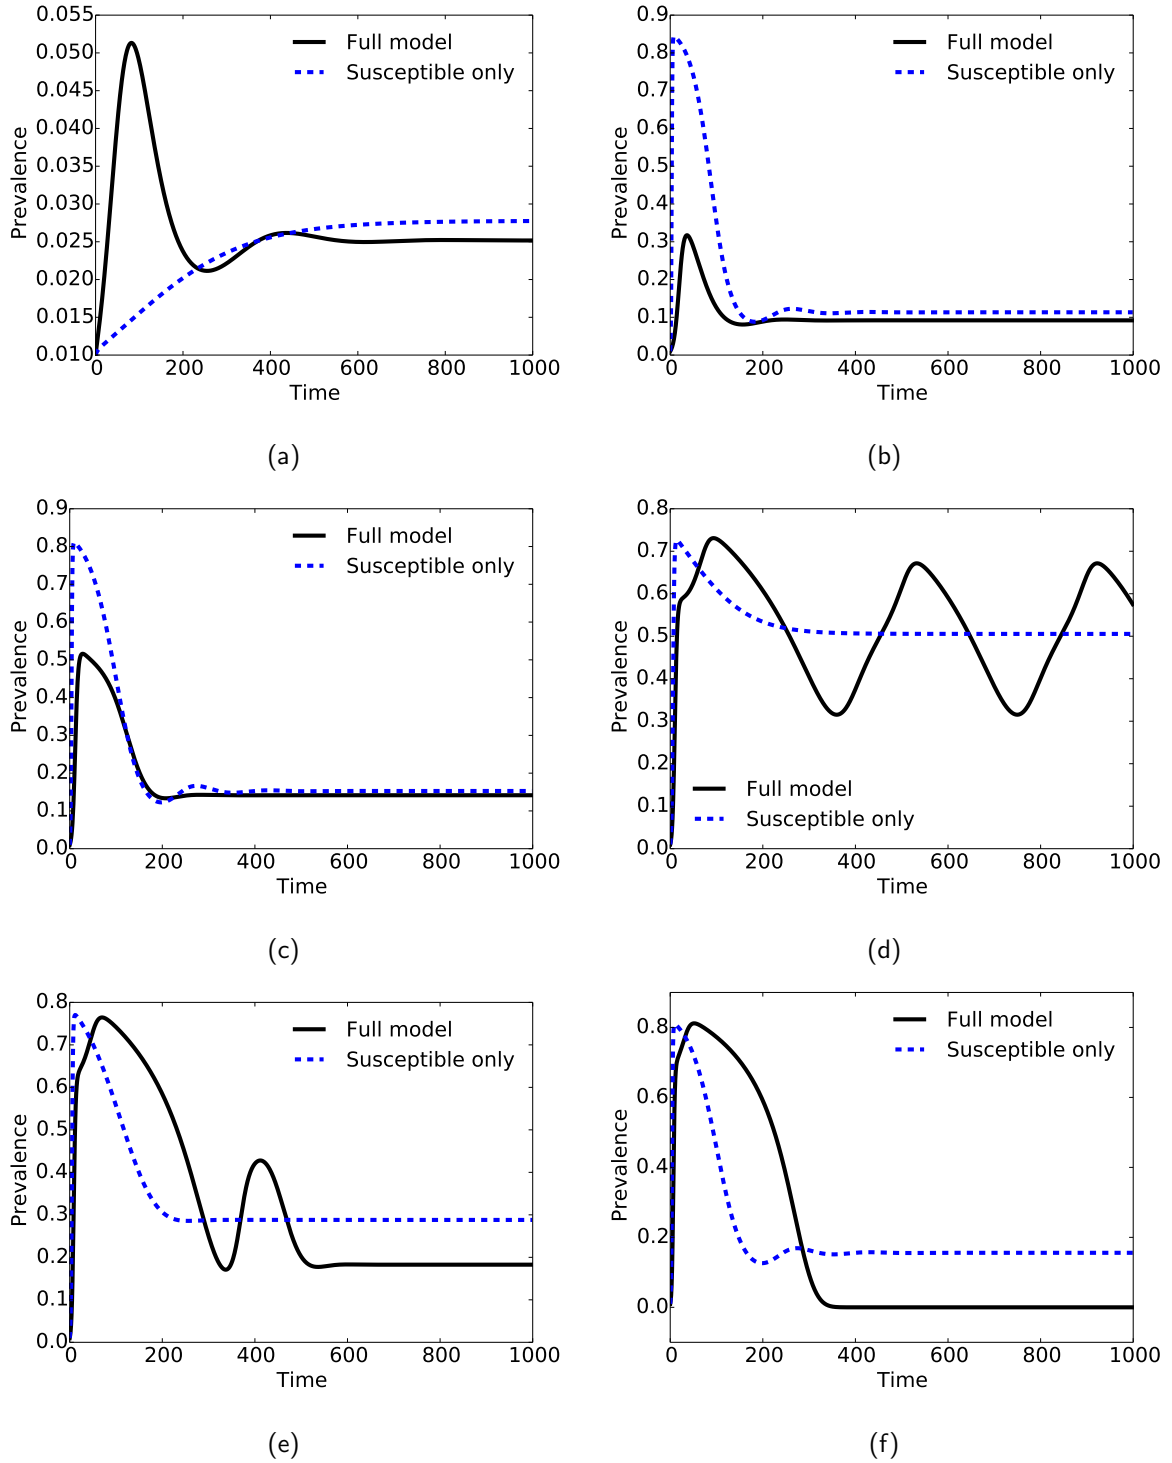 0.055
0.050
0.045
0.040
0.035
0.030
0.025
0.020
0.015
0.010
Prevalence
Full model
Susceptible only
0 200 400 600 800 1000
Time
(a)
0.9
0.8
0.7
0.6
0.5
0.4
0.3
0.2
0.1
0.0
Prevalence
Full model
Susceptible only
0 200 400 600 800 1000
Time
(b)
0.9
0.8
0.7
0.6
0.5
0.4
0.3
0.2
0.1
0.0
Prevalence
Full model
Susceptible only
0 200 400 600 800 1000
Time
(c)
0.8
0.7
0.6
0.5
0.4
0.3
0.2
0.1
0.0
Prevalence
Full model
Susceptible only
0 200 400 600 800 1000
Time
(d)
0.8
0.7
0.6
0.5
0.4
0.3
0.2
0.1
0.0
Prevalence
Full model
Susceptible only
0 200 400 600 800 1000
Time
(e)
0.8
0.6
0.4
0.2
0.0
Prevalence
Full model
Susceptible only
0 200 400 600 800 1000
Time
(f)